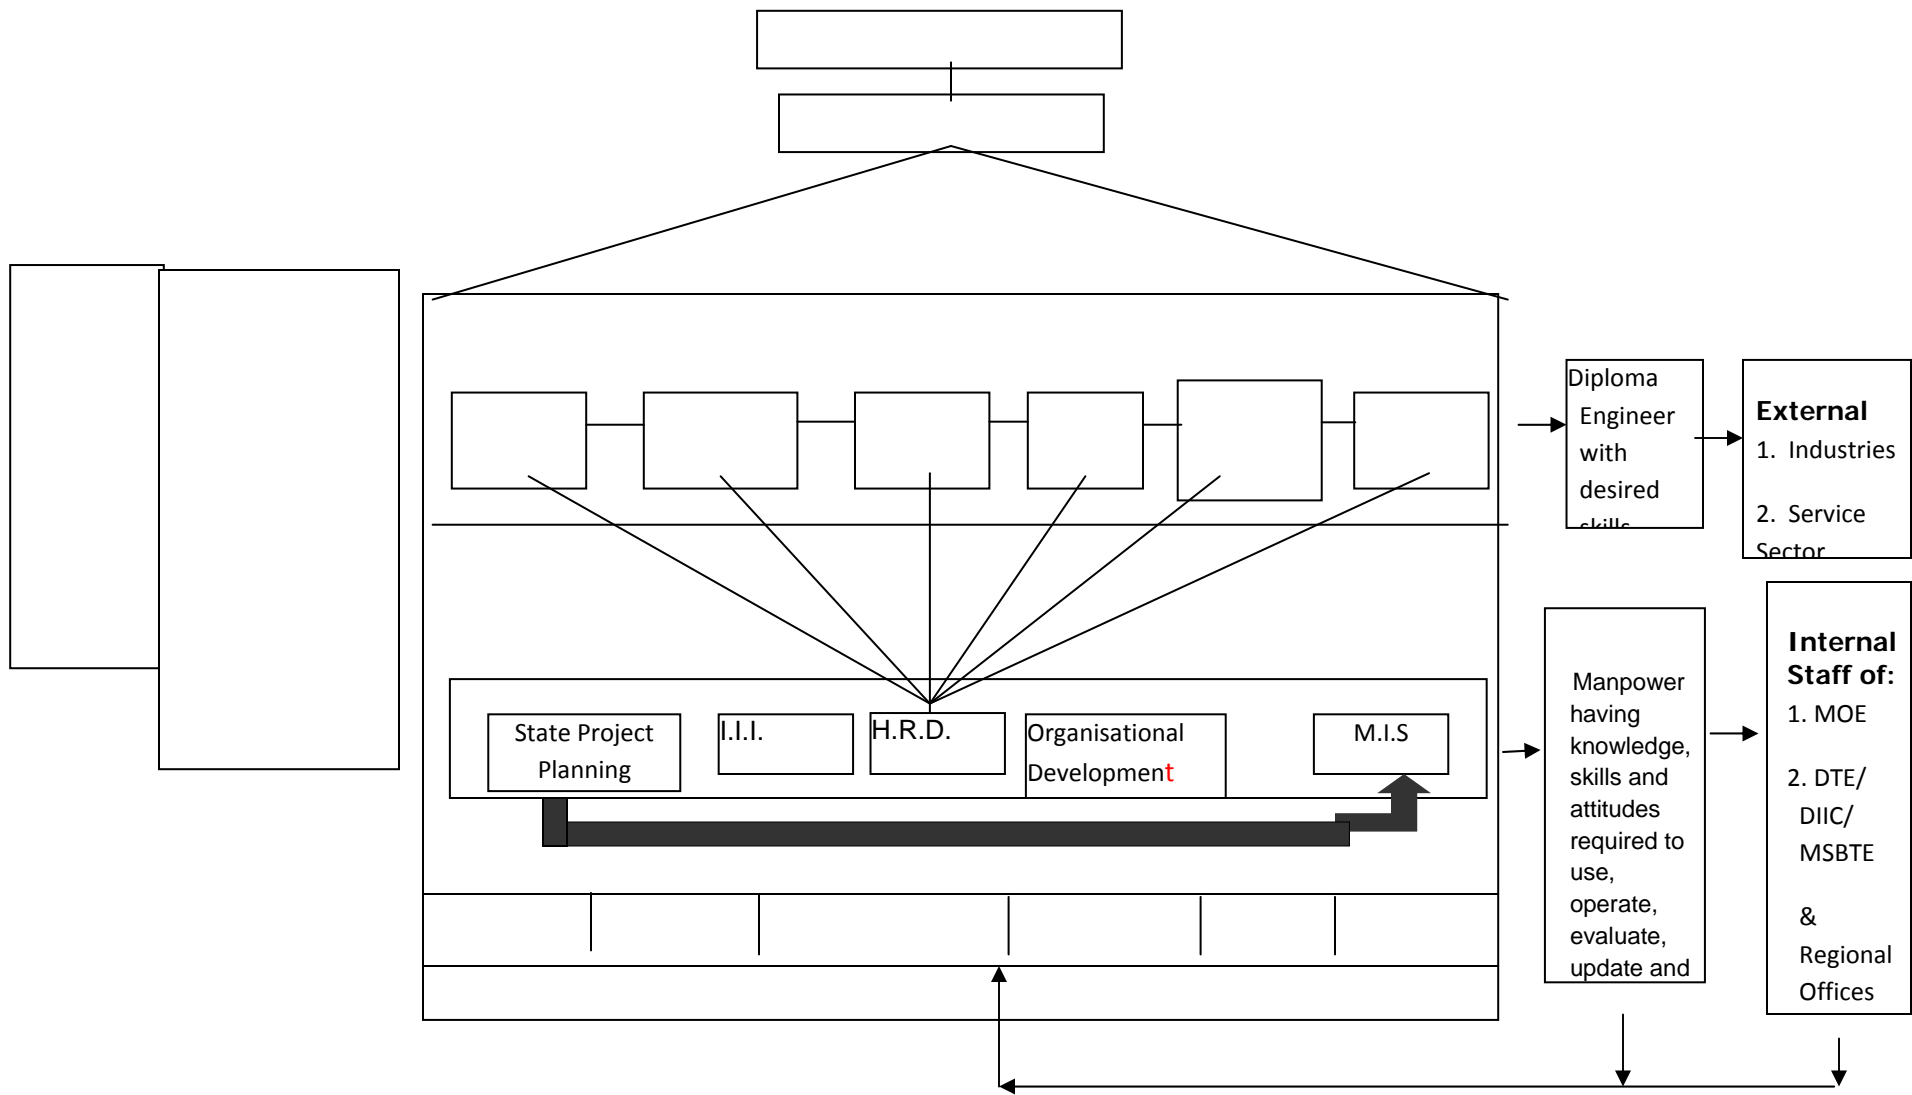 Diploma
Engineer
with
desired
skills
External
1. Industries
2. Service
Sector
State Project
Planning
I.I.I.
H.R.D.
Organisational
Development
M.I.S
Manpower
having
knowledge,
skills and
attitudes
required to
use,
operate,
evaluate,
update and
Internal
Staff of:
1. MOE
2. DTE/
DIIC/
MSBTE
&
Regional
Offices